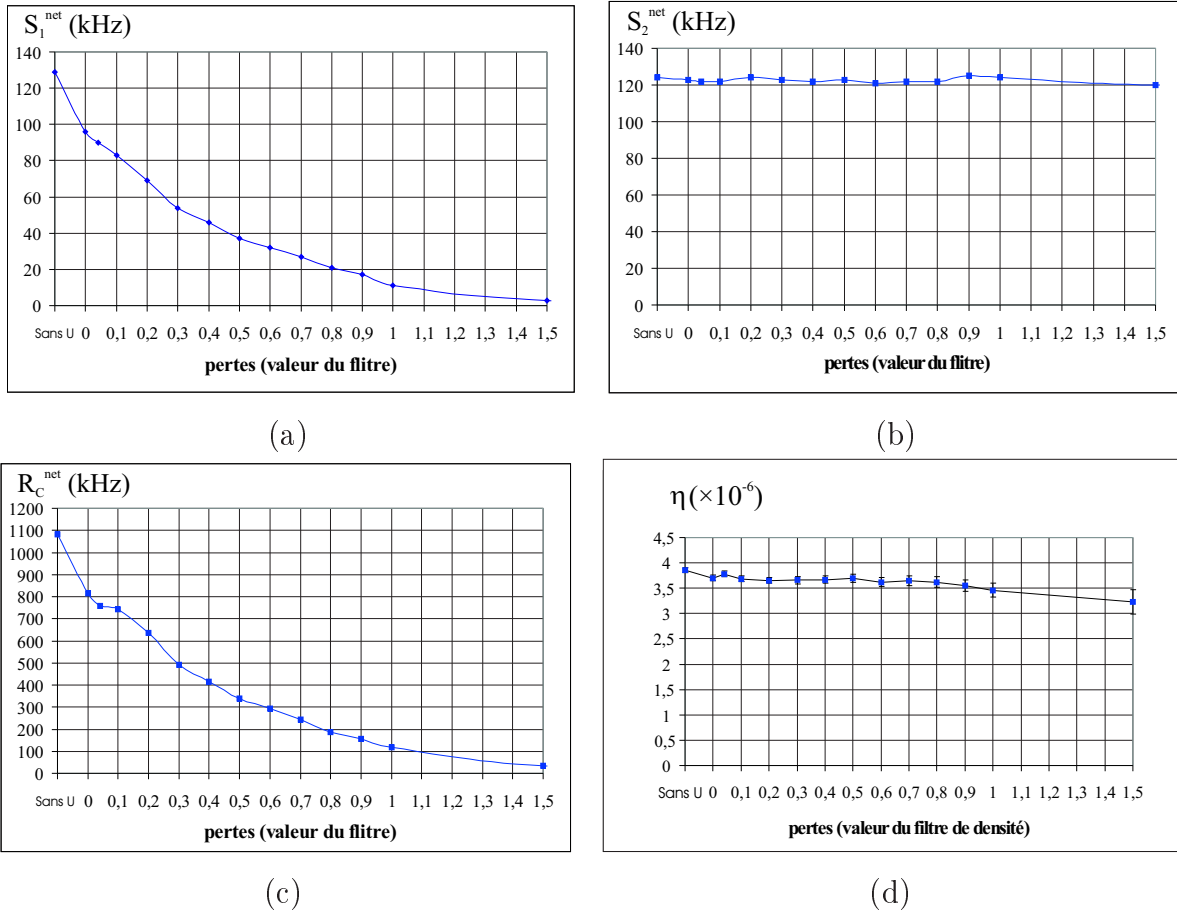 S₁ⁿᵉᵗ (kHz)
140
120
100
80
60
40
20
0
Sans U 0 0,1 0,2 0,3 0,4 0,5 0,6 0,7 0,8 0,9 1 1,1 1,2 1,3 1,4 1,5
pertes (valeur du flitre)
(a)
S₂ⁿᵉᵗ (kHz)
140
120
100
80
60
40
20
0
Sans U 0 0,1 0,2 0,3 0,4 0,5 0,6 0,7 0,8 0,9 1 1,1 1,2 1,3 1,4 1,5
pertes (valeur du flitre)
(b)
R_Cⁿᵉᵗ (kHz)
1200
1100
1000
900
800
700
600
500
400
300
200
100
0
Sans U 0 0,1 0,2 0,3 0,4 0,5 0,6 0,7 0,8 0,9 1 1,1 1,2 1,3 1,4 1,5
pertes (valeur du flitre)
(c)
η (×10⁻⁶)
4,5
4
3,5
3
2,5
2
1,5
1
0,5
0
Sans U 0 0,1 0,2 0,3 0,4 0,5 0,6 0,7 0,8 0,9 1 1,1 1,2 1,3 1,4 1,5
pertes (valeur du filtre de densité)
(d)